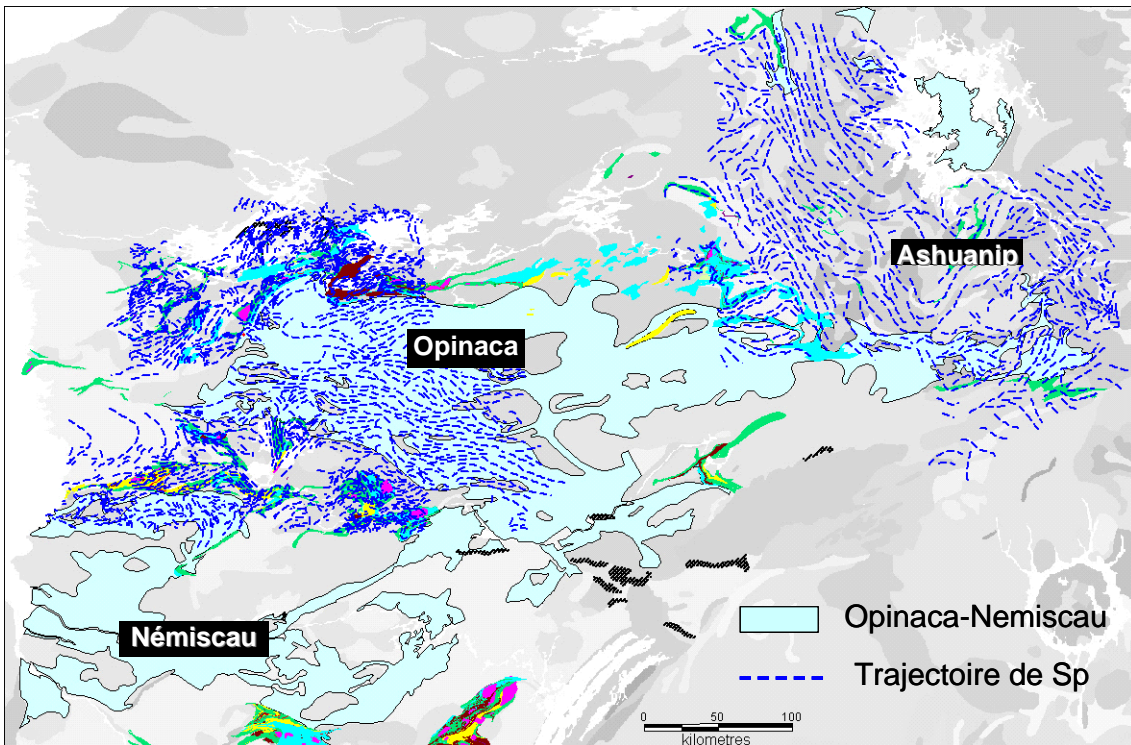 Ashuanip
Opinaca
Némiscau
Opinaca-Nemiscau
Trajectoire de Sp
0 50 100
kilometres